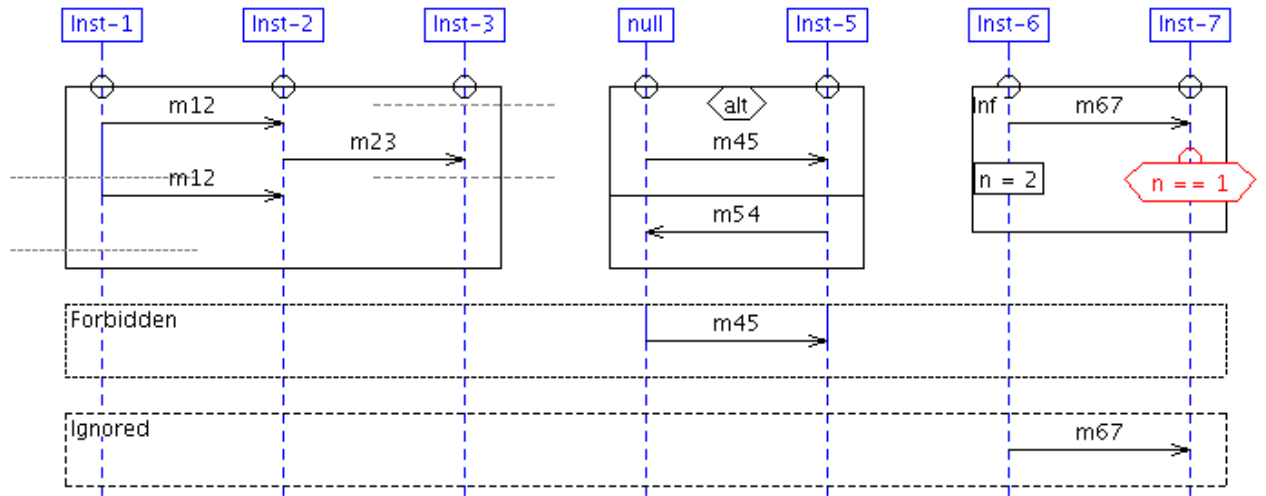 Inst-1 Inst-2 Inst-3 null Inst-5 Inst-6 Inst-7
alt
m12 Inf m67
m23 m45
m12 n = 2 n == 1
m54
Forbidden m45
Ignored m67